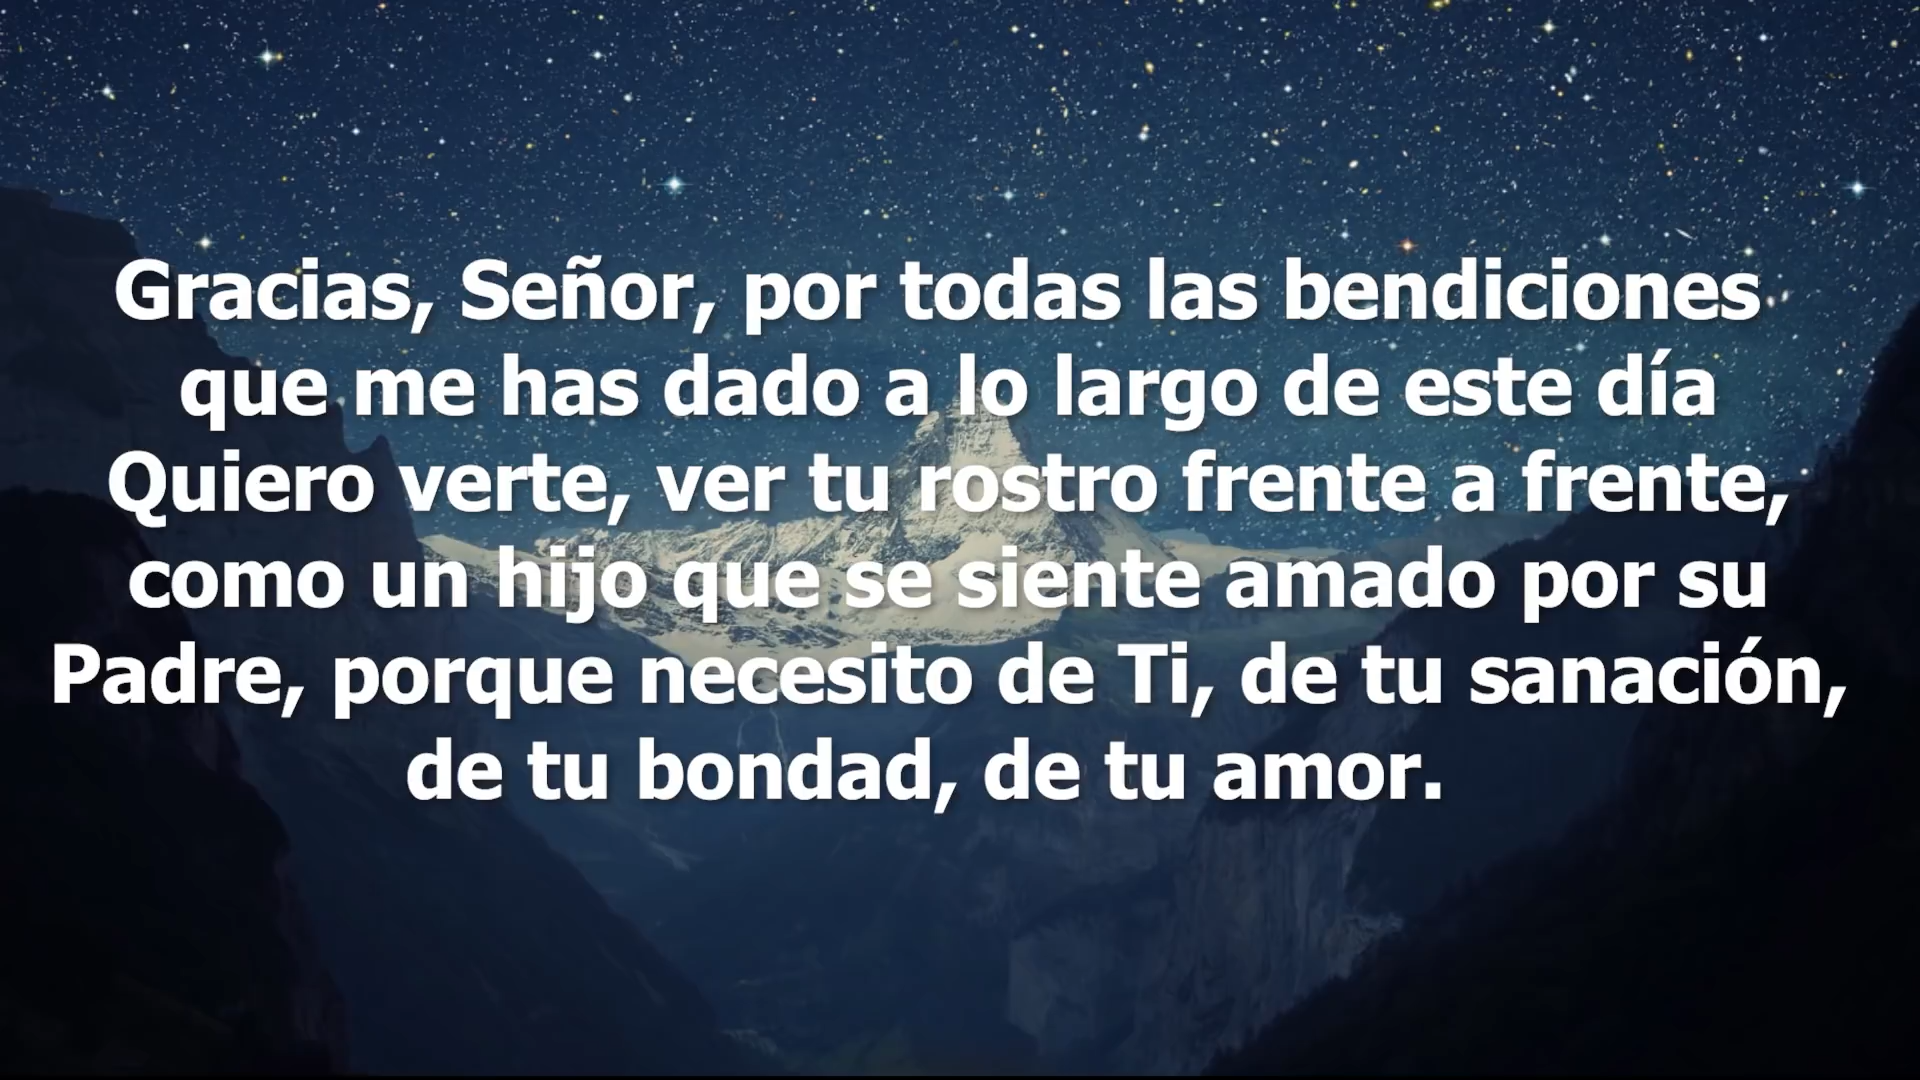 Gracias, Señor, por todas las bendiciones
que me has dado a lo largo de este día
Quiero verte, ver tu rostro frente a frente,
como un hijo que se siente amado por su
Padre, porque necesito de Ti, de tu sanación,
de tu bondad, de tu amor.